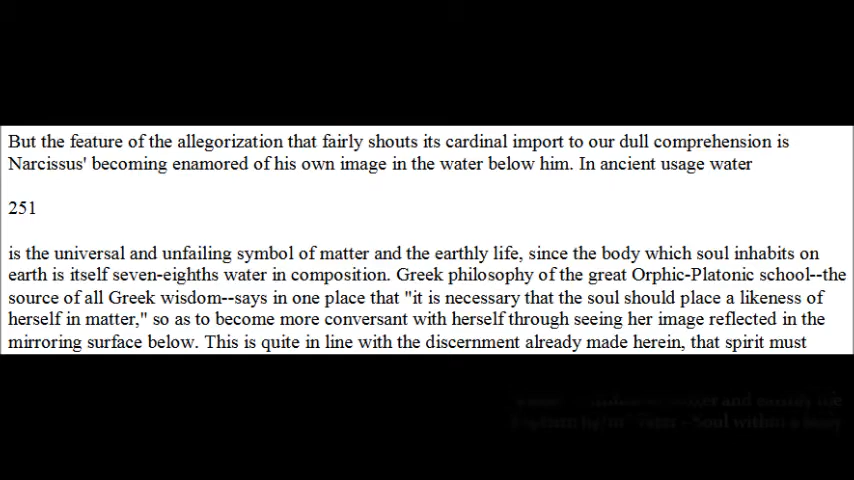 But the feature of the allegorization that fairly shouts its cardinal import to our dull comprehension is
Narcissus' becoming enamored of his own image in the water below him. In ancient usage water
251
is the universal and unfailing symbol of matter and the earthly life, since the body which soul inhabits on
earth is itself seven-eighths water in composition. Greek philosophy of the great Orphic-Platonic school--the
source of all Greek wisdom--says in one place that "it is necessary that the soul should place a likeness of
herself in matter," so as to become more conversant with herself through seeing her image reflected in the
mirroring surface below. This is quite in line with the discernment already made herein, that spirit must
and
Soul within a body